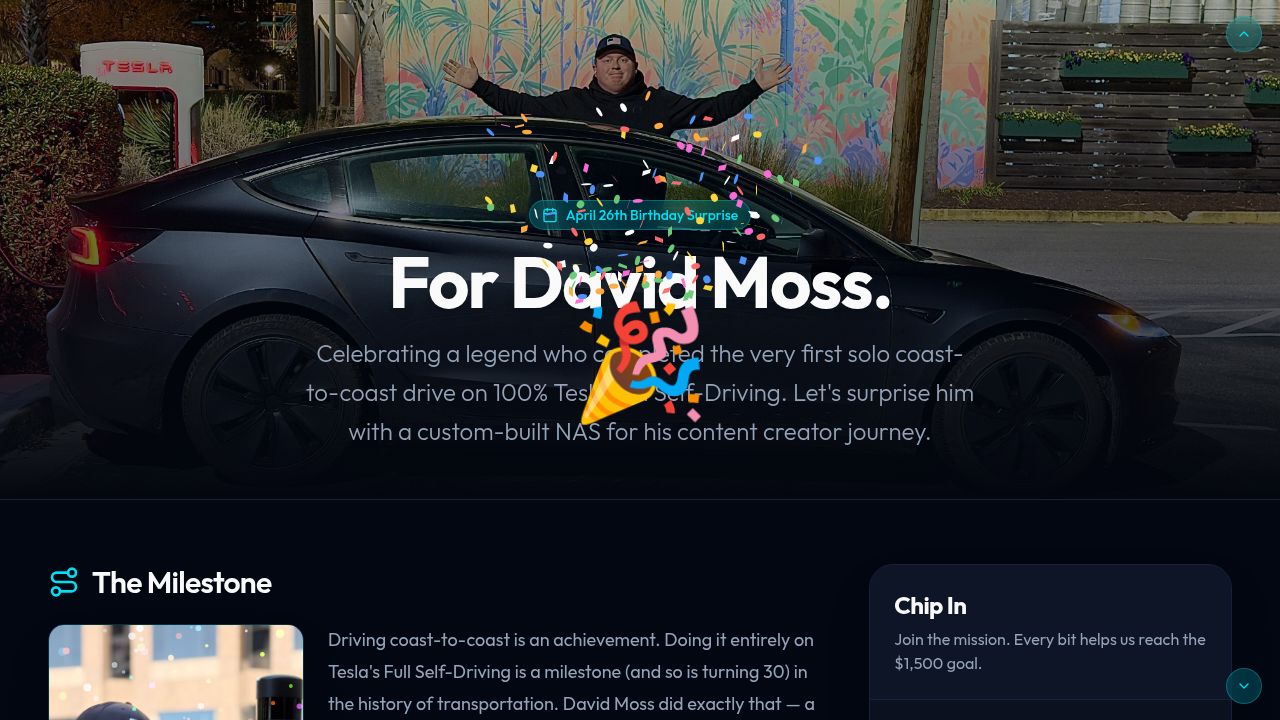 TESLA
April 26th Birthday Surprise
For David Moss.
Celebrating a legend who completed the very first solo coast-
to-coast drive on 100% Self-Driving. Let's surprise him
with a custom-built NAS for his content creator journey.
The Milestone
Driving coast-to-coast is an achievement. Doing it entirely on
Tesla's Full Self-Driving is a milestone (and so is turning 30) in
the history of transportation. David Moss did exactly that — a
Chip In
Join the mission. Every bit helps us reach the
$1,500 goal.